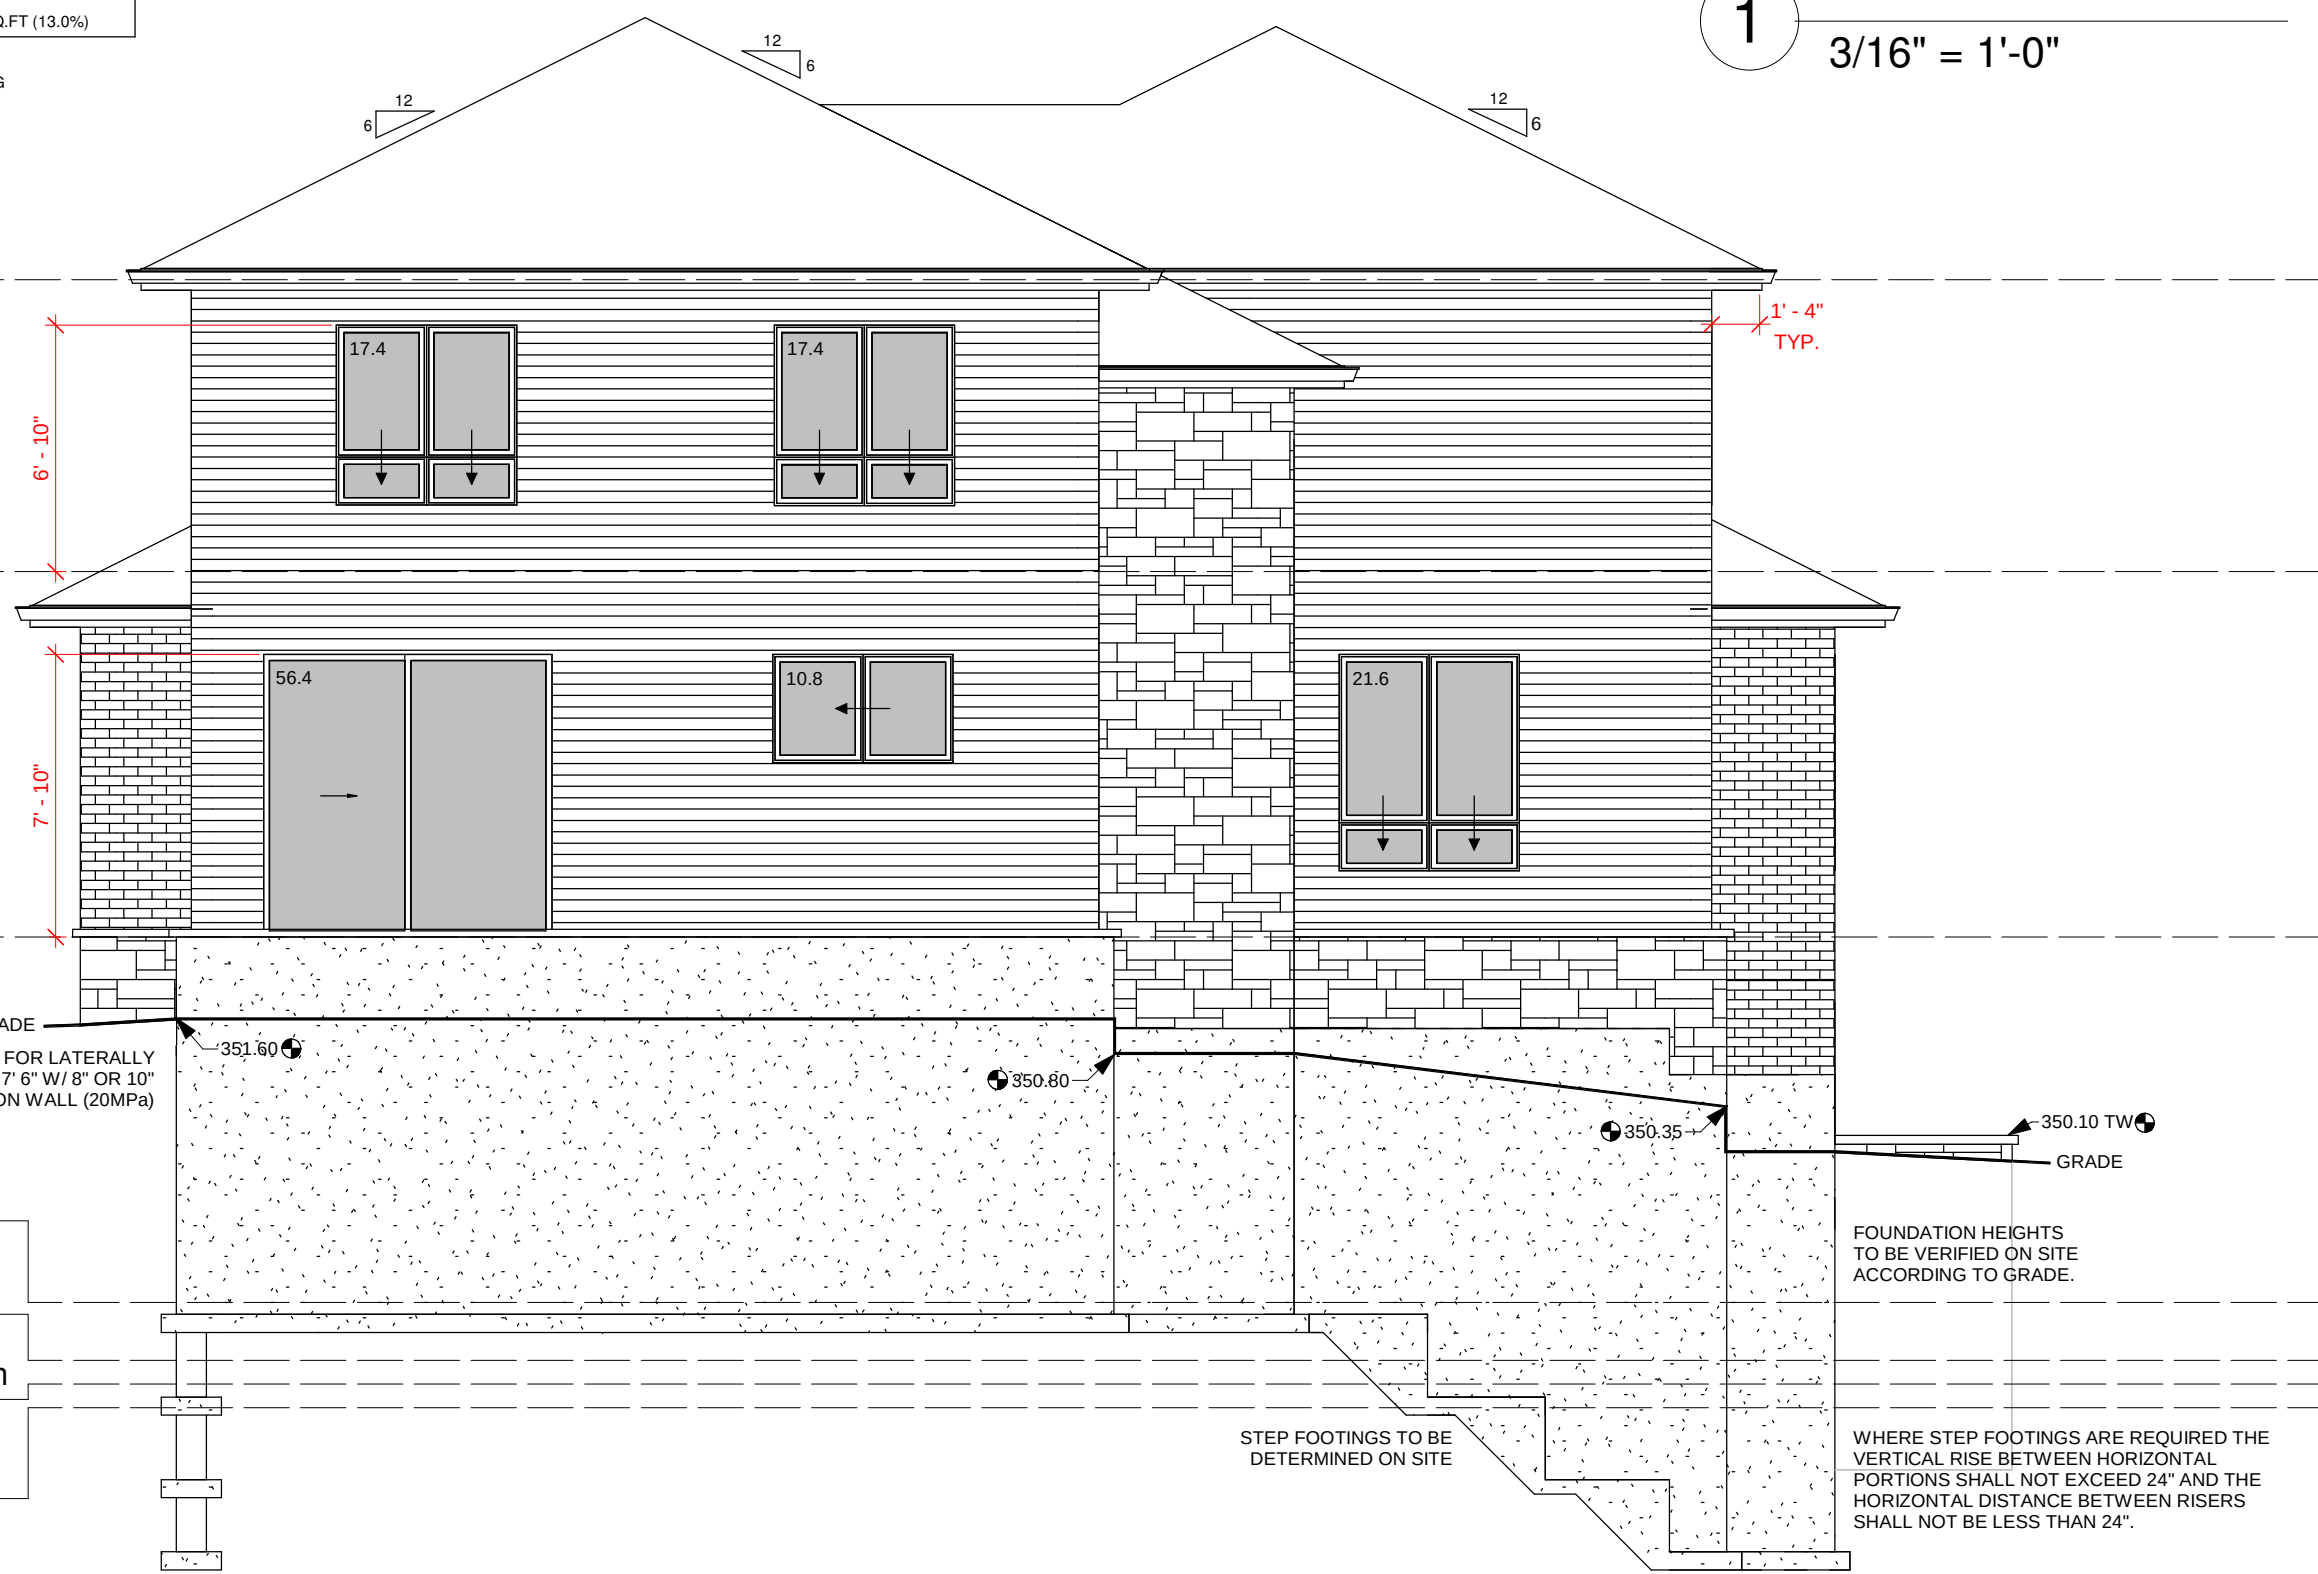 Q.FT (13.0%)
G
1
3/16" = 1'-0"
12
6
12
6
12
6
1' - 4"
TYP.
6' - 10"
17.4
17.4
7' - 10"
56.4
10.8
21.6
ADE
351.60
FOR LATERALLY
7' 6" W/ 8" OR 10"
ON WALL (20MPa)
350.80
350.35
350.10 TW
GRADE
FOUNDATION HEIGHTS
TO BE VERIFIED ON SITE
ACCORDING TO GRADE.
STEP FOOTINGS TO BE
DETERMINED ON SITE
WHERE STEP FOOTINGS ARE REQUIRED THE
VERTICAL RISE BETWEEN HORIZONTAL
PORTIONS SHALL NOT EXCEED 24" AND THE
HORIZONTAL DISTANCE BETWEEN RISERS
SHALL NOT BE LESS THAN 24".